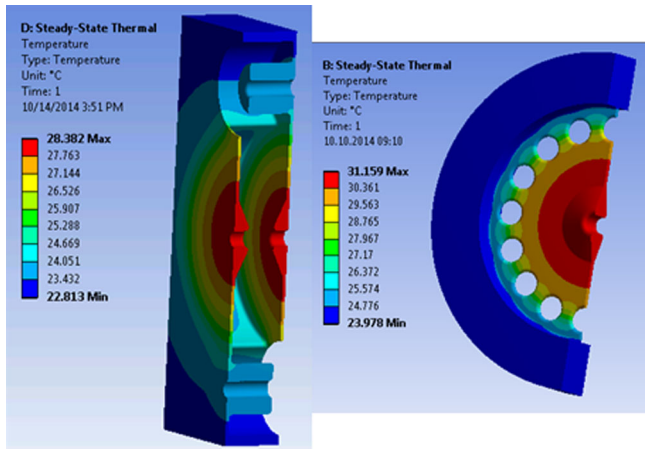 D: Steady-State Thermal
Temperature
Type: Temperature
Unit: °C
Time: 1
10/14/2014 3:51 PM
28.382 Max
27.763
27.144
26.526
25.907
25.288
24.669
24.051
23.432
22.813 Min
B: Steady-State Thermal
Temperature
Type: Temperature
Unit: °C
Time: 1
10.10.2014 09:10
31.159 Max
30.361
29.563
28.765
27.967
27.17
26.372
25.574
24.776
23.978 Min